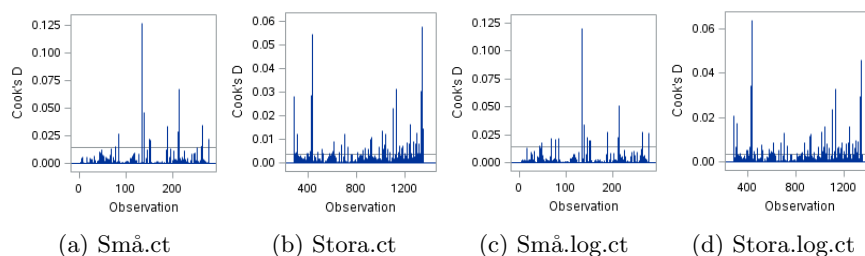 0.125
0.100
0.075
0.050
0.025
0.000
Cook's D
0 100 200
Observation
(a) Små.ct
0.06
0.05
0.04
0.03
0.02
0.01
0.00
Cook's D
400 800 1200
Observation
(b) Stora.ct
0.125
0.100
0.075
0.050
0.025
0.000
Cook's D
0 100 200
Observation
(c) Små.log.ct
0.06
0.04
0.02
0.00
Cook's D
400 800 1200
Observation
(d) Stora.log.ct